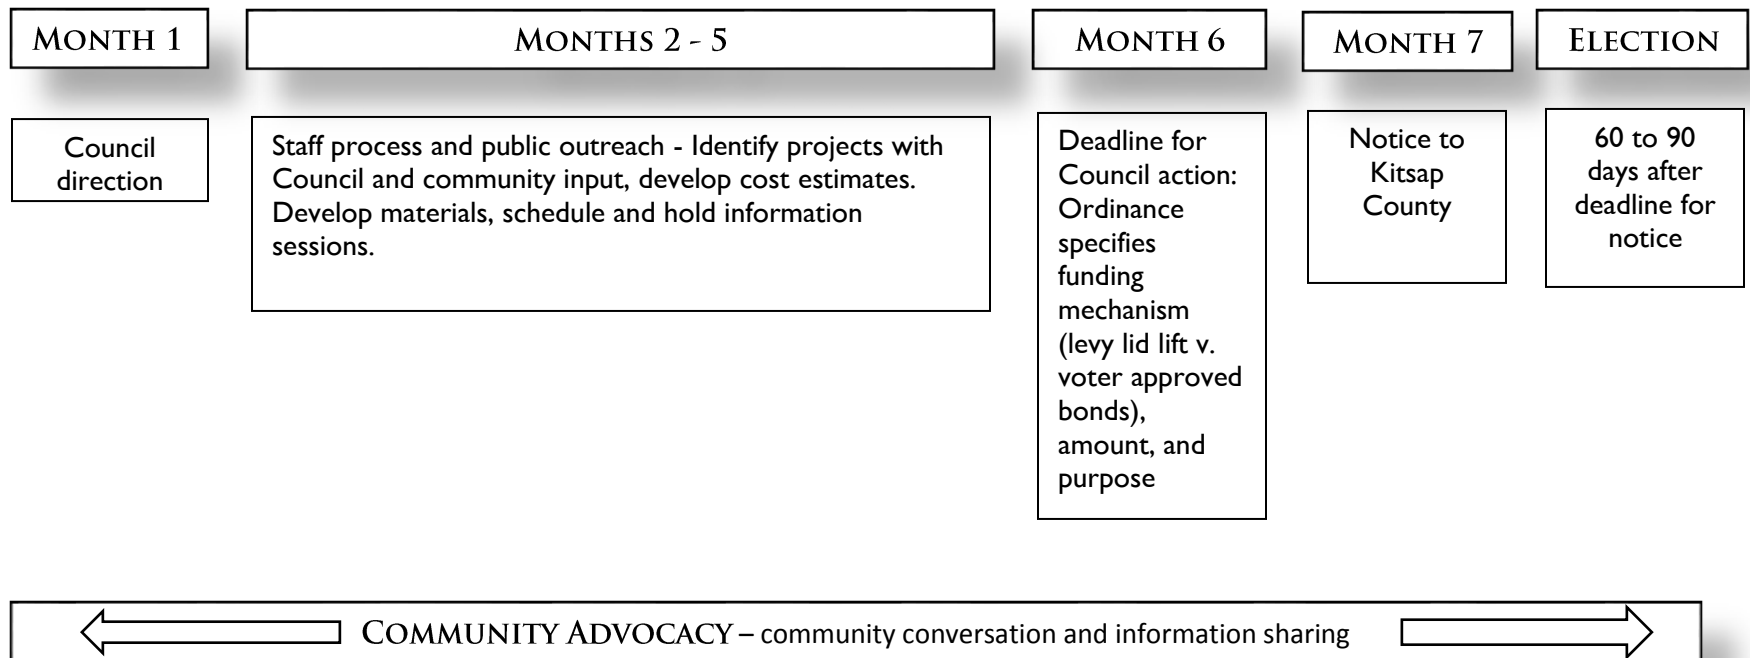 MONTH 1
MONTHS 2 - 5
MONTH 6
MONTH 7
ELECTION
Council
direction
Staff process and public outreach - Identify projects with
Council and community input, develop cost estimates.
Develop materials, schedule and hold information
sessions.
Deadline for
Council action:
Ordinance
specifies
funding
mechanism
(levy lid lift v.
voter approved
bonds),
amount, and
purpose
Notice to
Kitsap
County
60 to 90
days after
deadline for
notice
COMMUNITY ADVOCACY – community conversation and information sharing